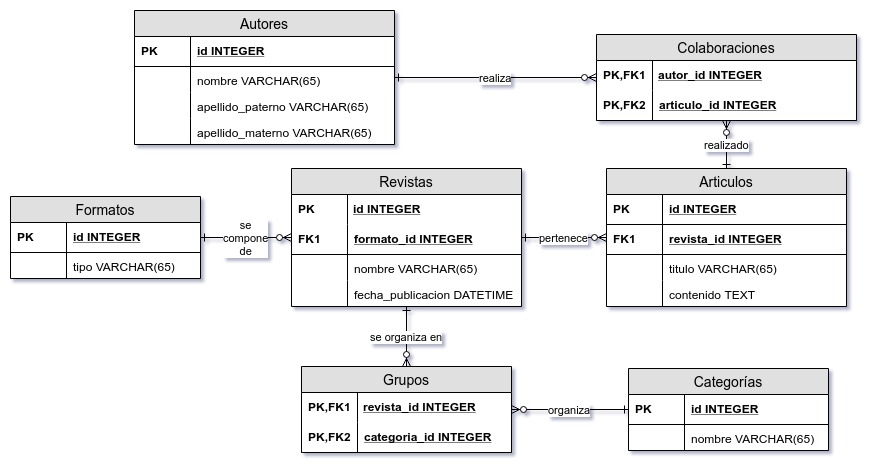 Autores
PK id INTEGER
nombre VARCHAR(65)
apellido_paterno VARCHAR(65)
apellido_materno VARCHAR(65)
realiza
Colaboraciones
PK,FK1 autor_id INTEGER
PK,FK2 articulo_id INTEGER
realizado
Formatos
PK id INTEGER
tipo VARCHAR(65)
se
compone
de
Revistas
PK id INTEGER
FK1 formato_id INTEGER
nombre VARCHAR(65)
fecha_publicacion DATETIME
pertenece
Articulos
PK id INTEGER
FK1 revista_id INTEGER
titulo VARCHAR(65)
contenido TEXT
se organiza en
Grupos
PK,FK1 revista_id INTEGER
PK,FK2 categoria_id INTEGER
organiza
Categorías
PK id INTEGER
nombre VARCHAR(65)